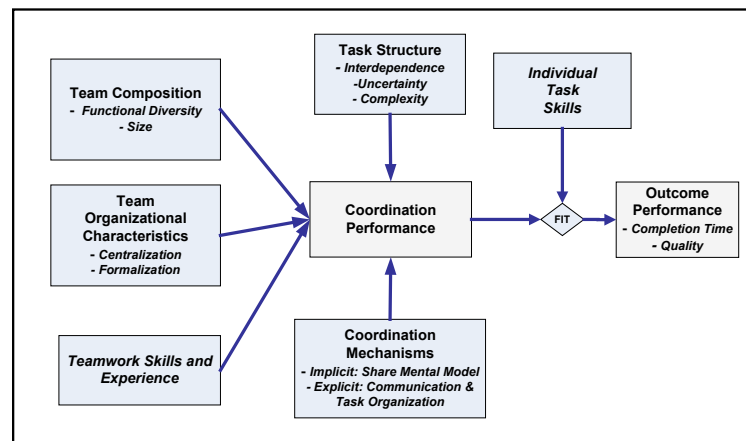 Team Composition
- Functional Diversity
- Size
Task Structure
- Interdependence
-Uncertainty
- Complexity
Individual
Task
Skills
Team
Organizational
Characteristics
- Centralization
- Formalization
Coordination
Performance
FIT
Outcome
Performance
- Completion Time
- Quality
Teamwork Skills and
Experience
Coordination
Mechanisms
- Implicit: Share Mental Model
- Explicit: Communication &
Task Organization